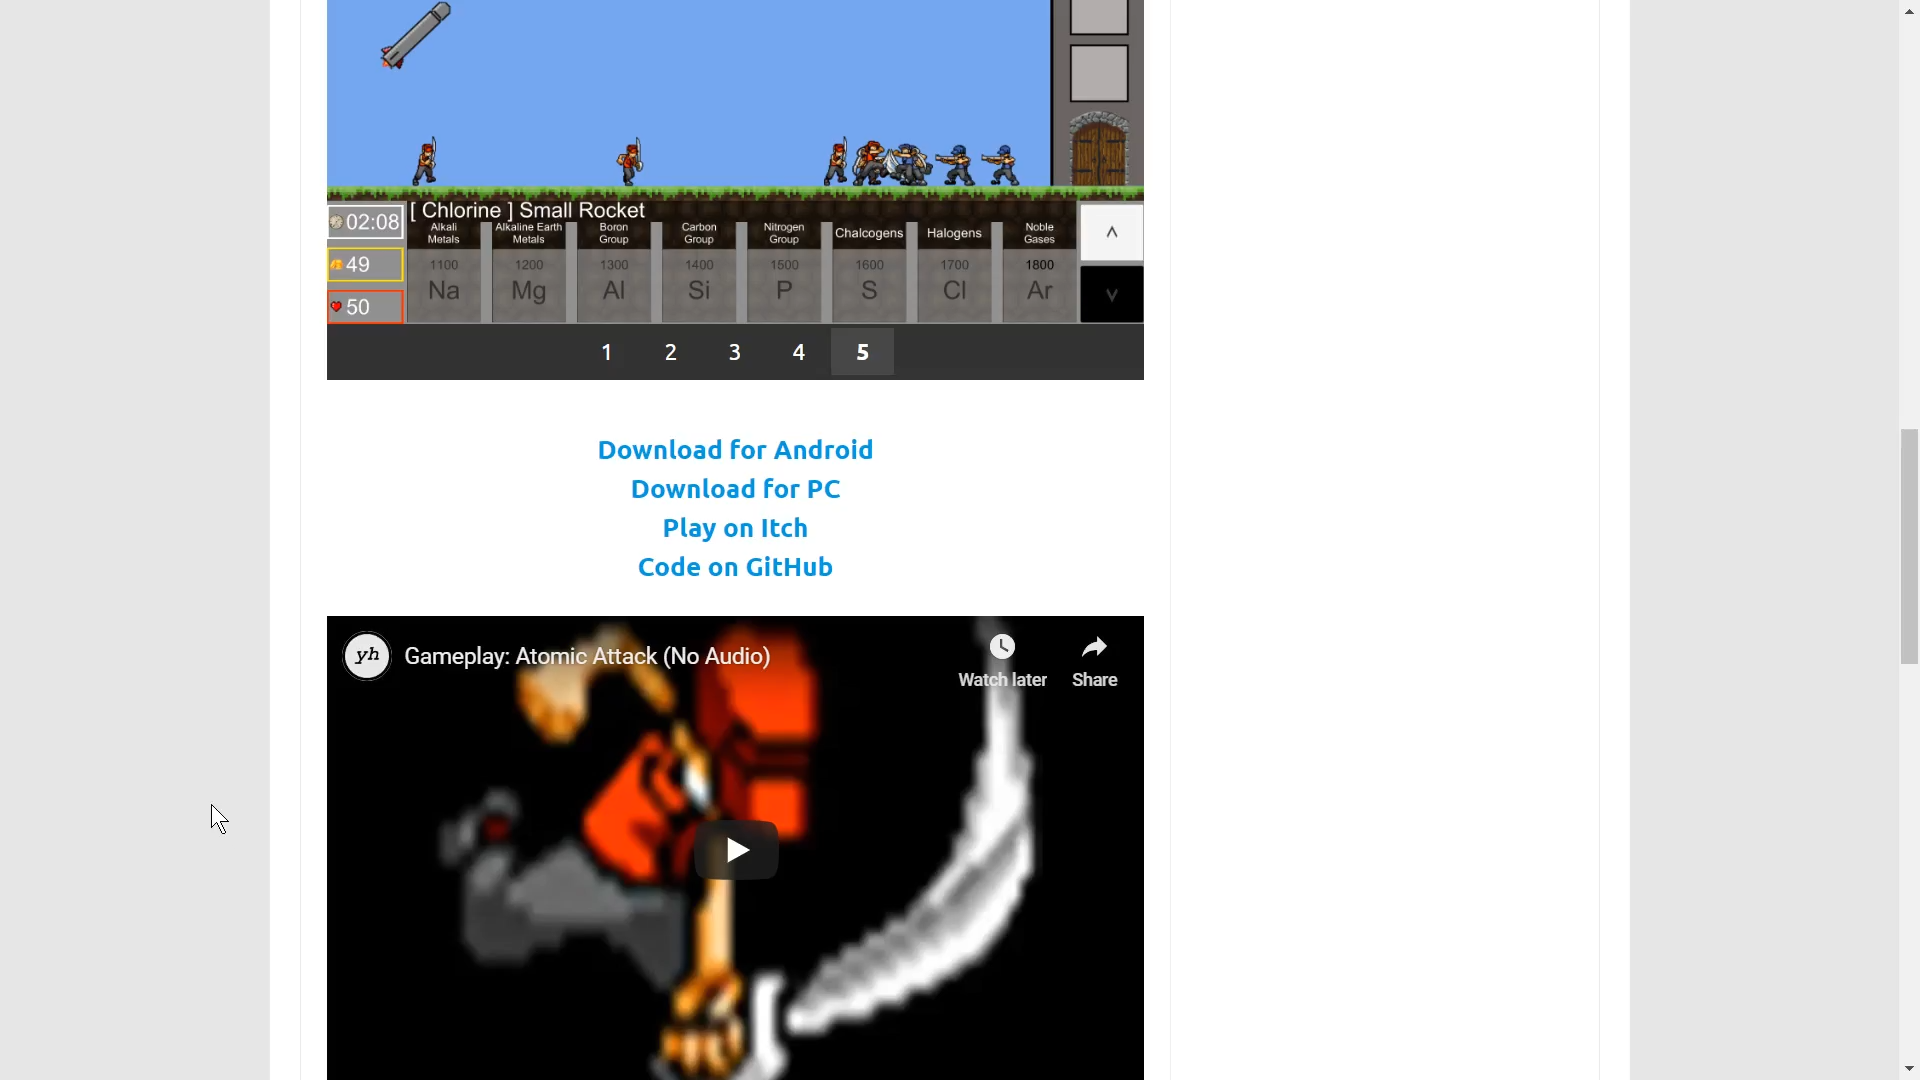 02:08
[ Chlorine ] Small Rocket
Alkali Metals
Alkaline Earth Metals
Boron Group
Carbon Group
Nitrogen Group
Chalcogens
Halogens
Noble Gases
49
1100
1200
1300
1400
1500
1600
1700
1800
Na
Mg
Al
Si
P
S
Cl
Ar
50
1 2 3 4 5
Download for Android
Download for PC
Play on Itch
Code on GitHub
yh
Gameplay: Atomic Attack (No Audio)
Watch later
Share